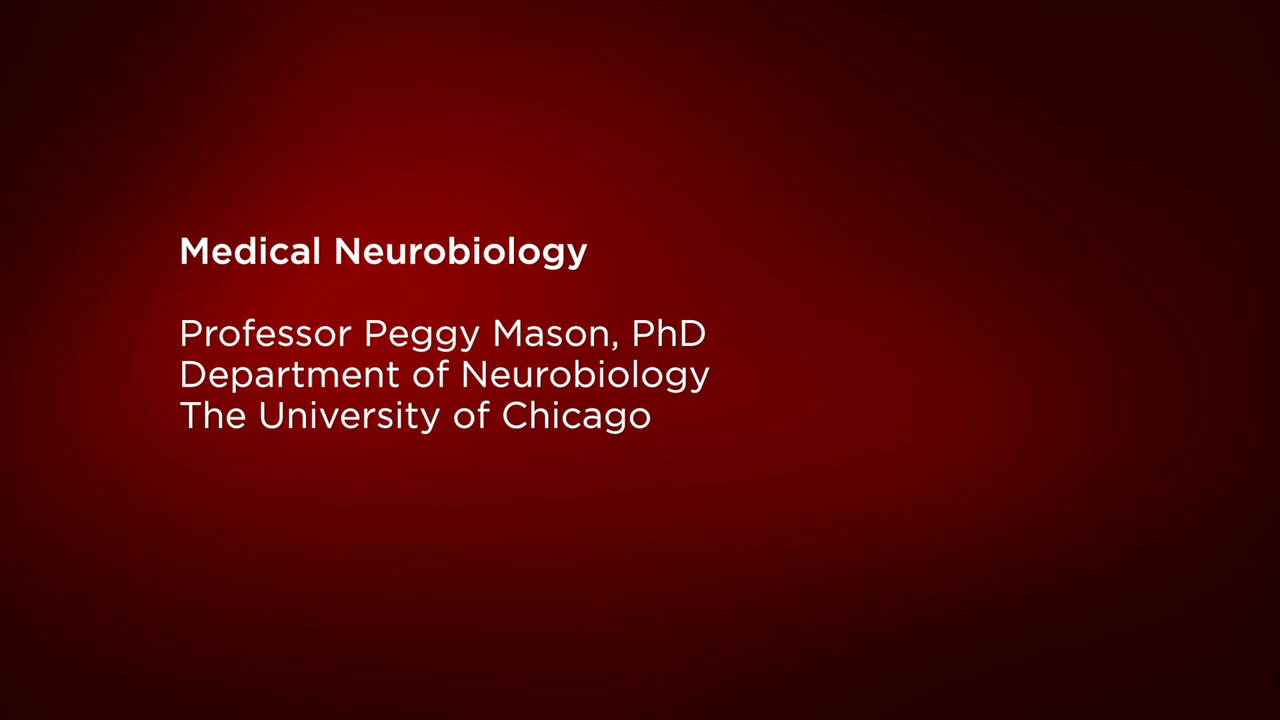 Medical Neurobiology
Professor Peggy Mason, PhD
Department of Neurobiology
The University of Chicago